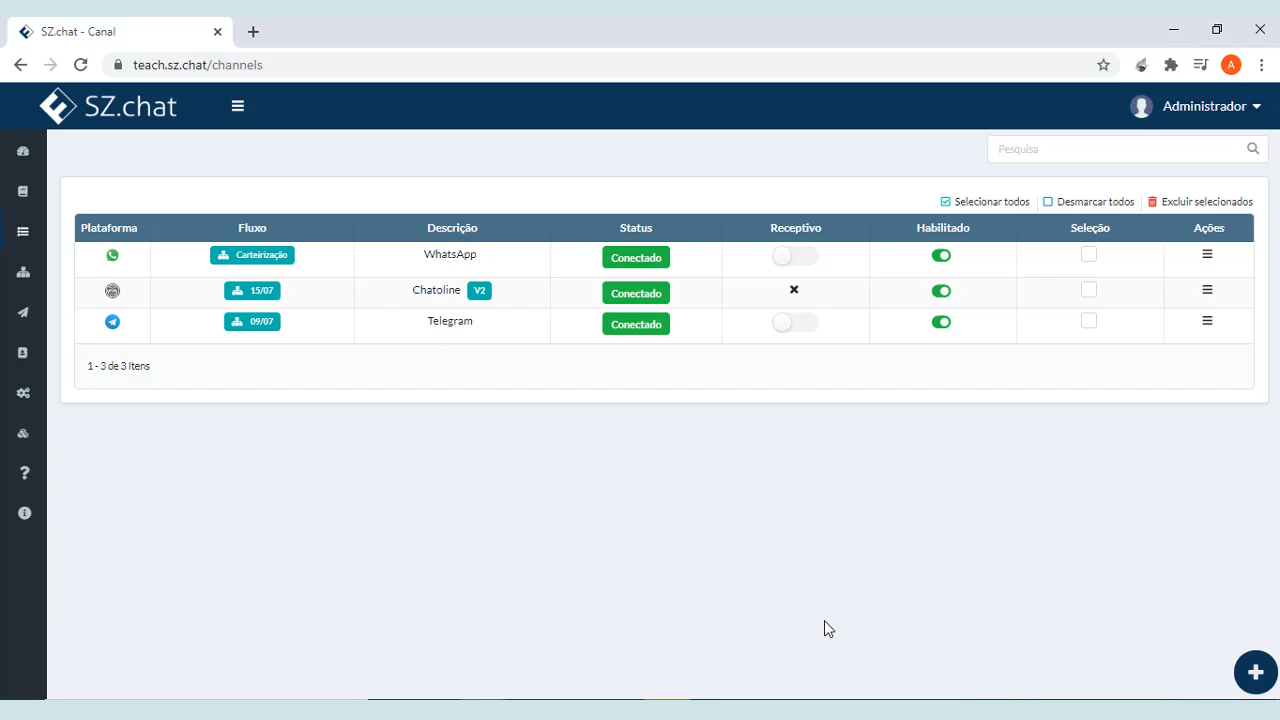 SZ.chat - Canal
teach.sz.chat/channels
A
SZ.chat
Administrador
Pesquisa
Selecionar todos
Desmarcar todos
Excluir selecionados
Plataforma Fluxo Descrição Status Receptivo Habilitado Seleção Ações
Carteirização WhatsApp Conectado
15/07 Chatoline V2 Conectado
09/07 Telegram Conectado
1 - 3 de 3 Itens